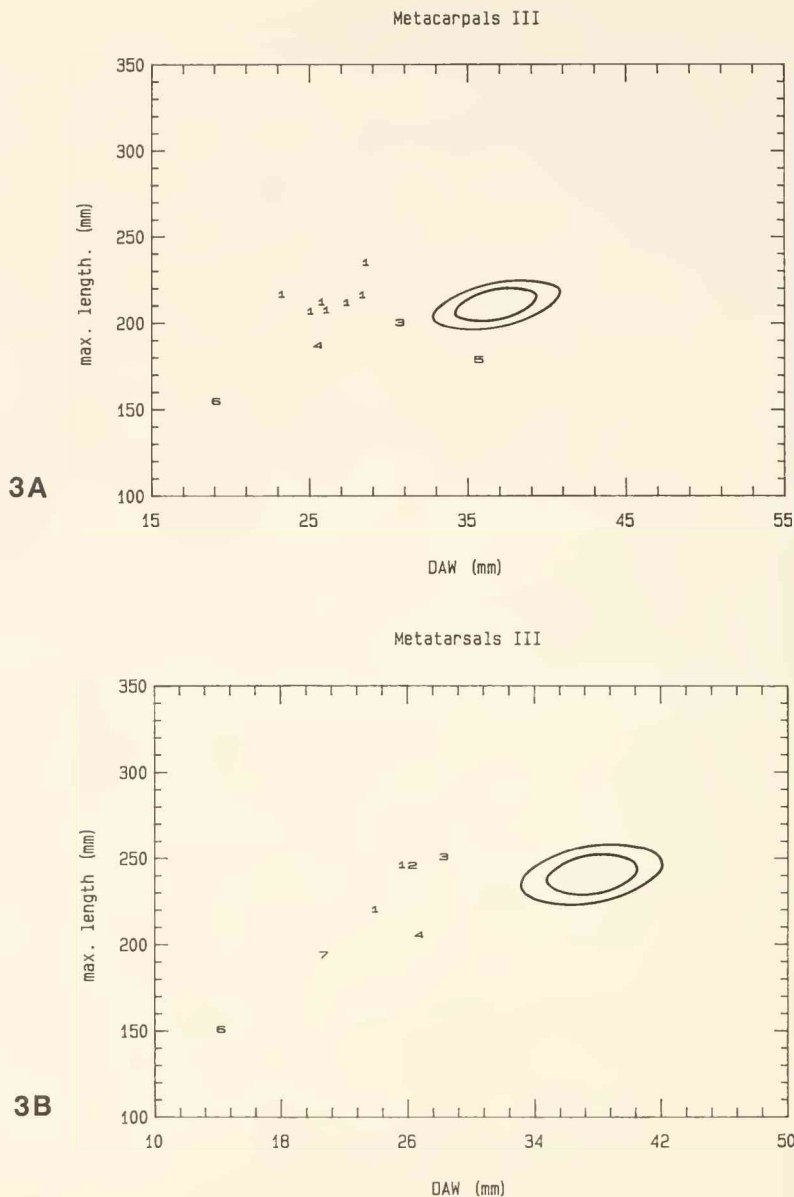 Metacarpals III
350
300
250
200
150
100
max. length. (mm)
1
1
1
1
1
1
1
3
4
5
6
3A
15 25 35 45 55
DAW (mm)
Metatarsals III
350
300
250
200
150
100
max. length (mm)
3
12
1
4
7
6
3B
10 18 26 34 42 50
DAW (mm)